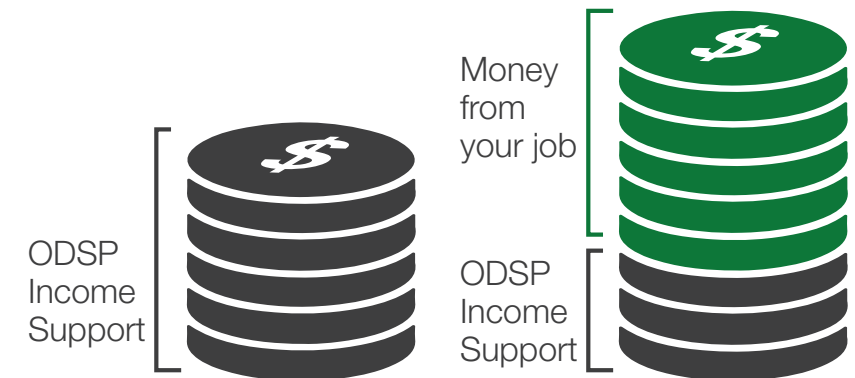 $
ODSP
Income
Support
$
Money
from
your job
ODSP
Income
Support